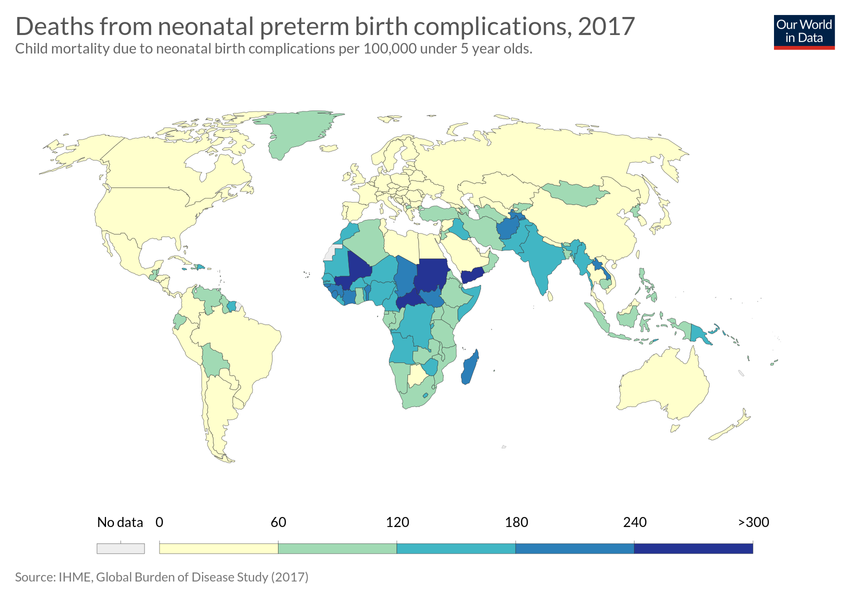 Deaths from neonatal preterm birth complications, 2017
Child mortality due to neonatal birth complications per 100,000 under 5 year olds.
Our World
in Data
No data 0 60 120 180 240 >300
Source: IHME, Global Burden of Disease Study (2017)